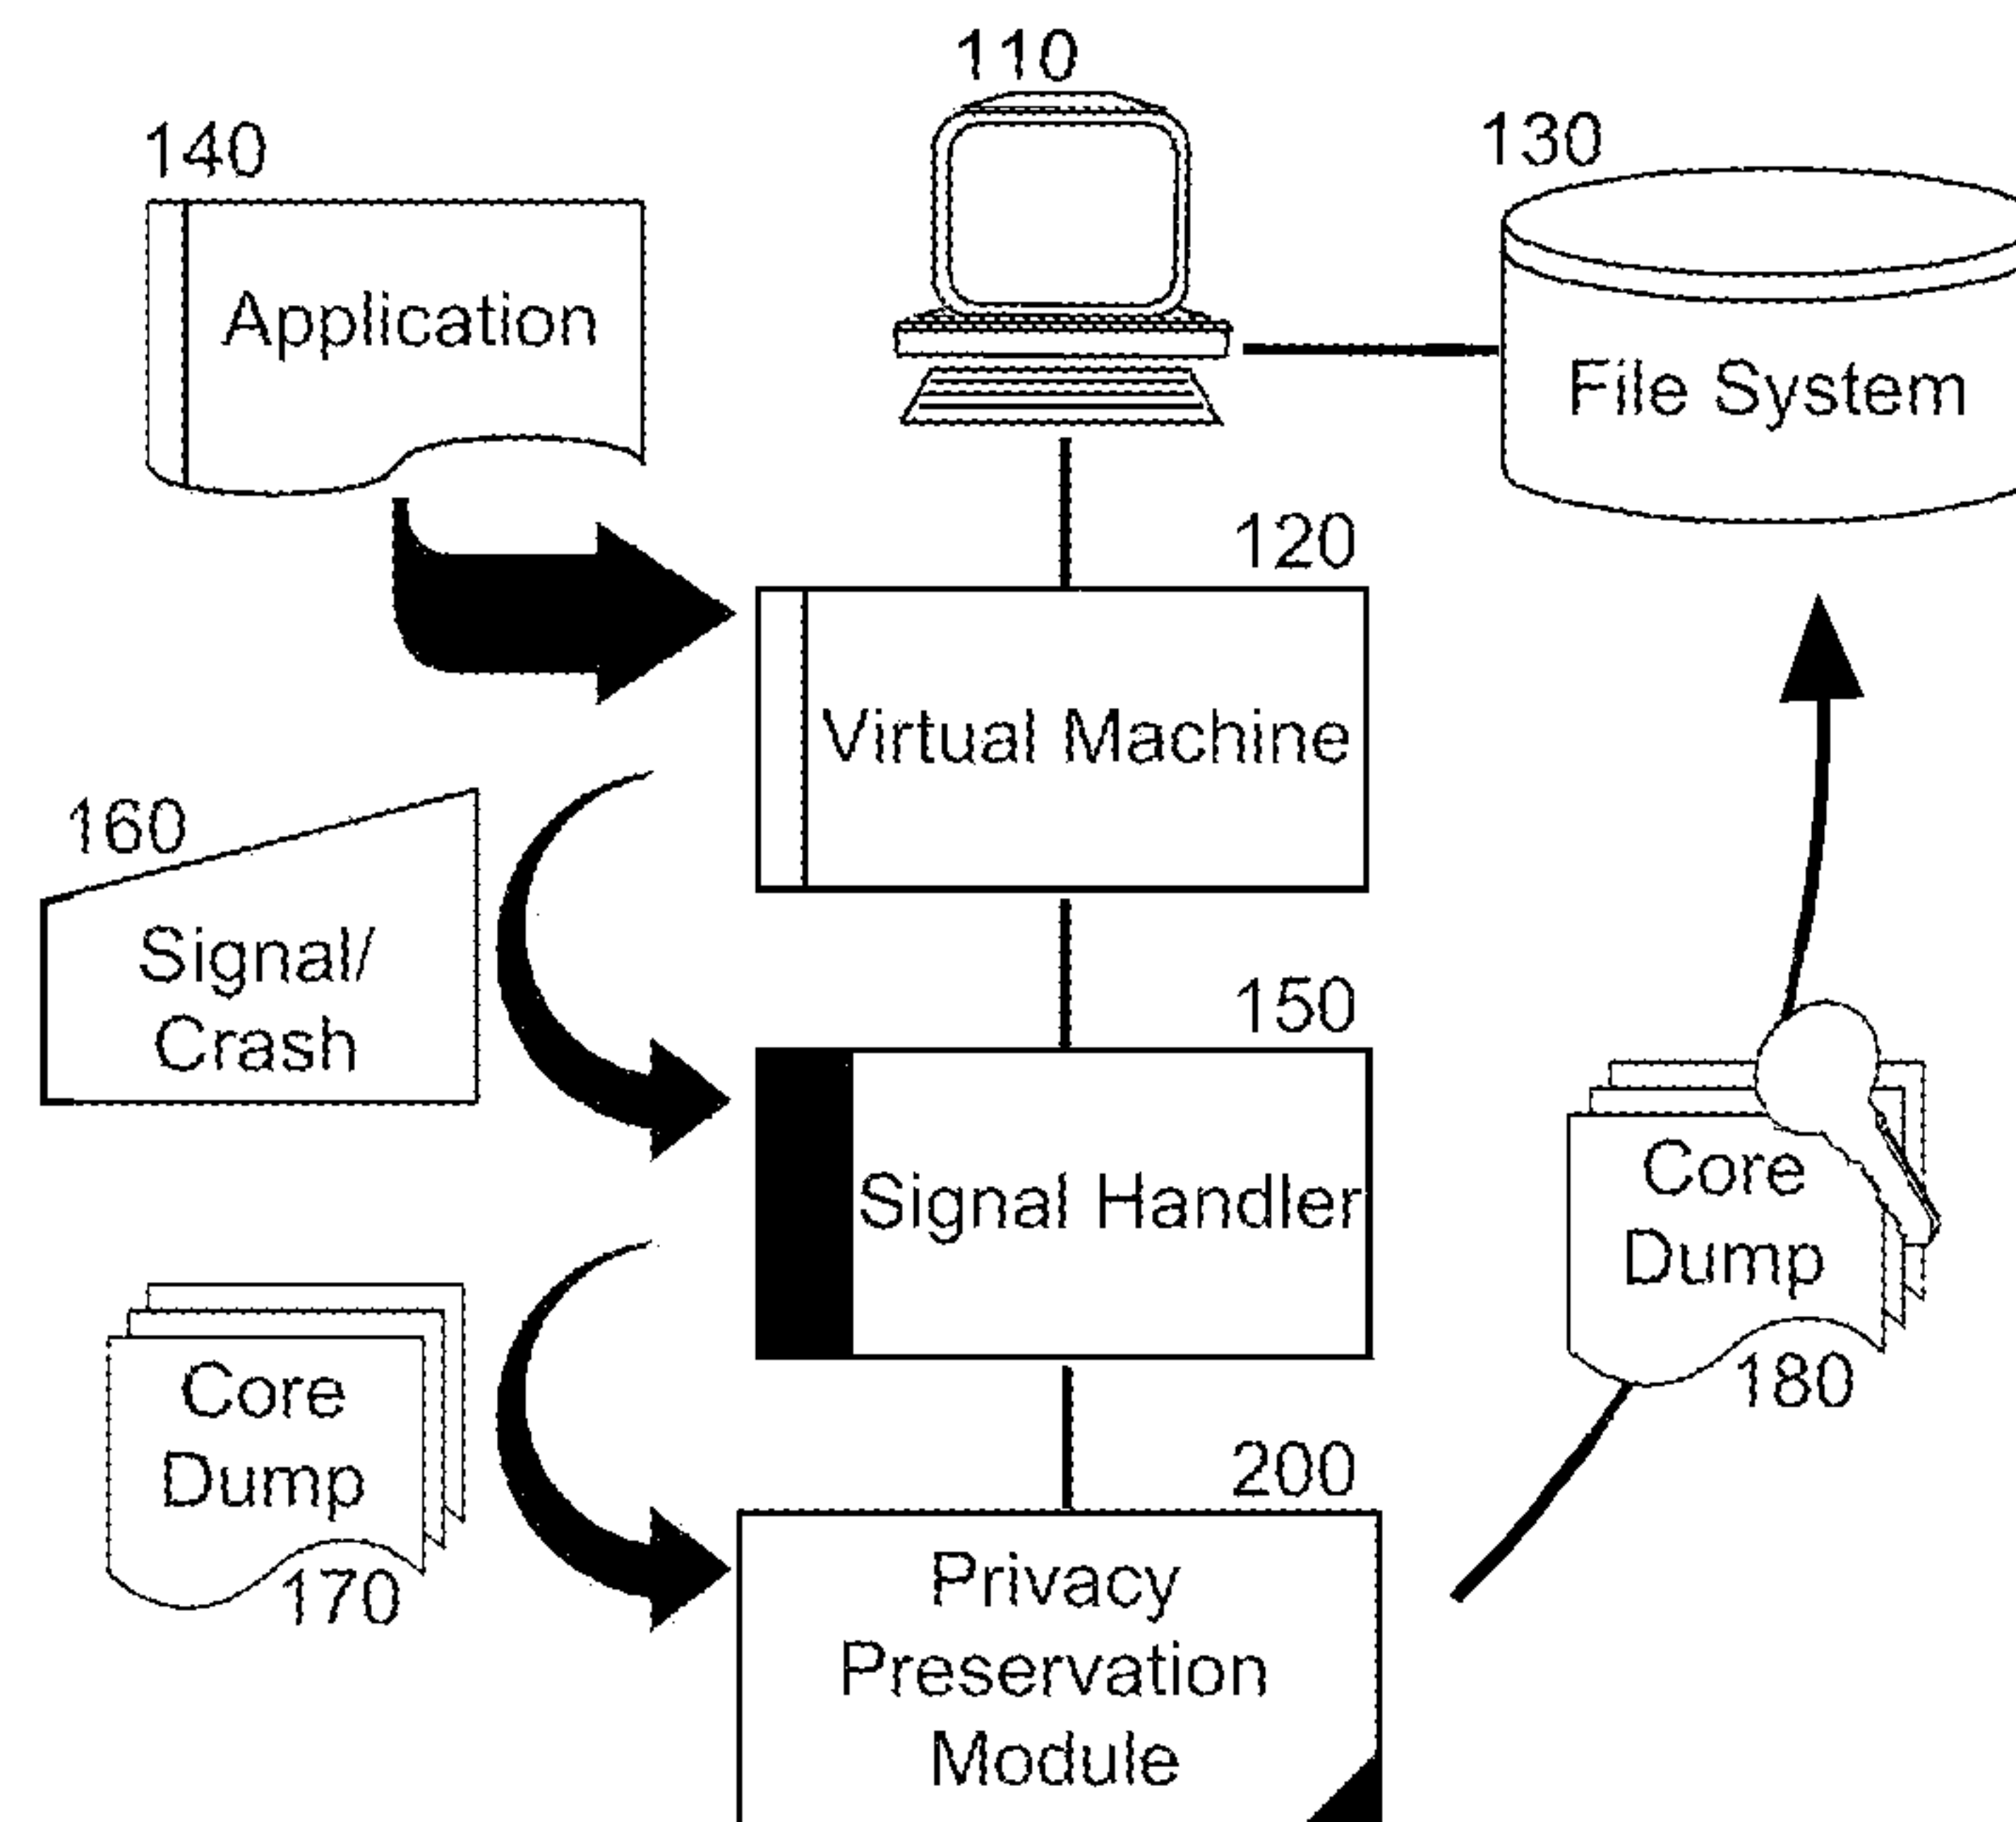 110
140
130
Application
File System
120
Virtual Machine
160
Signal/
Crash
150
Signal Handler
Core
Dump
180
Core
Dump
170
200
Privacy
Preservation
Module